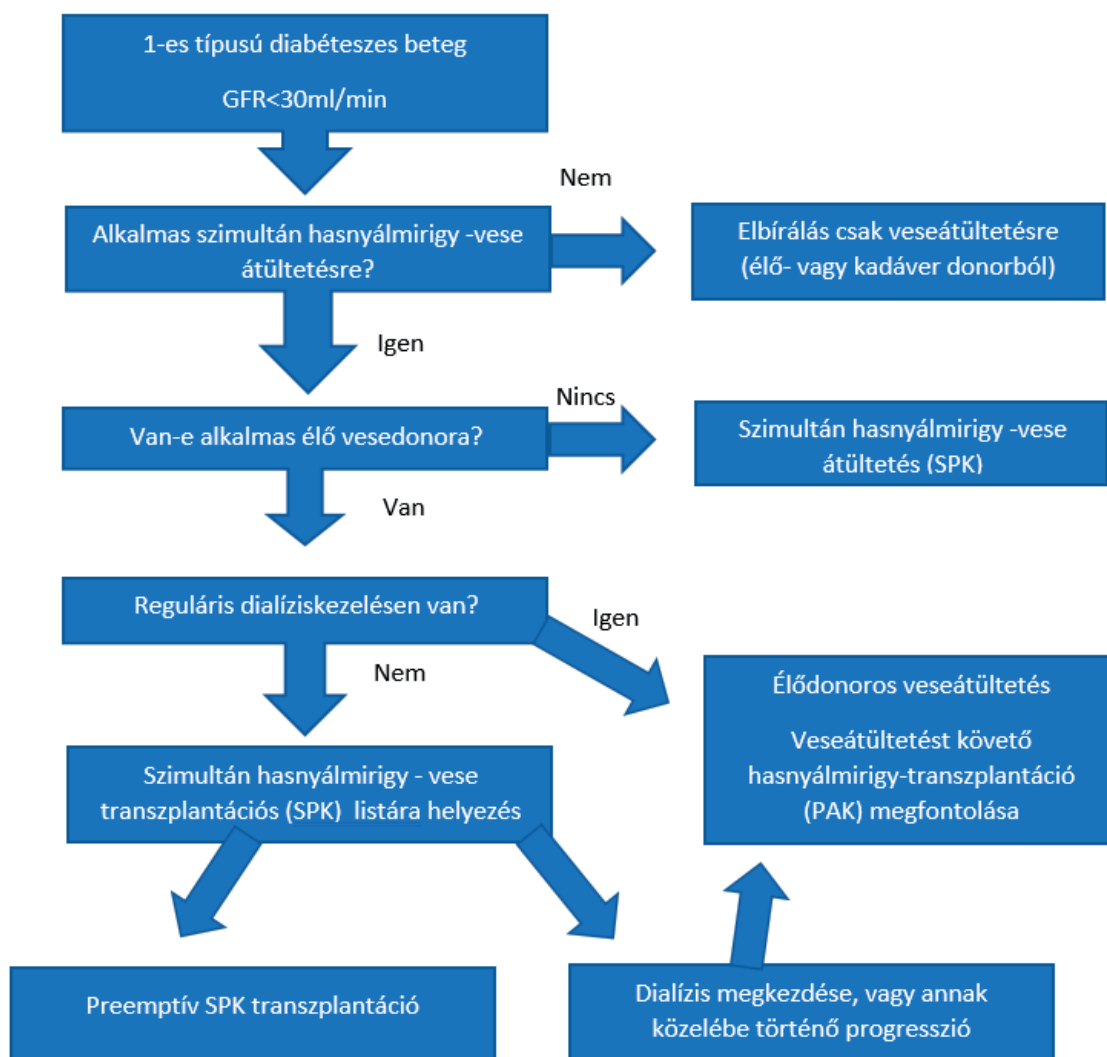 1-es típusú diabéteszes beteg
GFR<30ml/min
Nem
Alkalmas szimultán hasnyálmirigy -vese
átültetésre?
Elbírálás csak veseátültetésre
(élő- vagy kadáver donorból)
Igen
Nincs
Van-e alkalmas élő vesedonora?
Szimultán hasnyálmirigy -vese
átültetés (SPK)
Van
Reguláris dialíziskezelésen van?
Igen
Nem
Élődonoros veseátültetés
Veseátültetést követő
hasnyálmirigy-transzplantáció
(PAK) megfontolása
Szimultán hasnyálmirigy - vese
transzplantációs (SPK) listára helyezés
Preemptív SPK transzplantáció
Dialízis megkezdése, vagy annak
közelébe történő progresszió